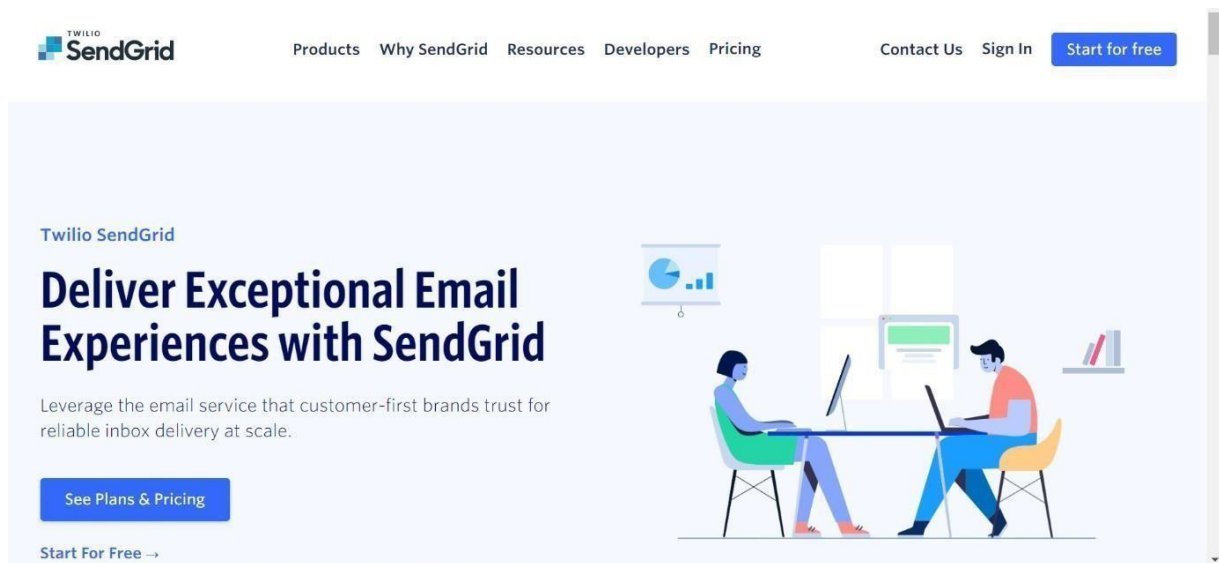 TWILIO
SendGrid
Products Why SendGrid Resources Developers Pricing
Contact Us Sign In Start for free
Twilio SendGrid
Deliver Exceptional Email
Experiences with SendGrid
Leverage the email service that customer-first brands trust for
reliable inbox delivery at scale.
See Plans & Pricing
Start For Free →